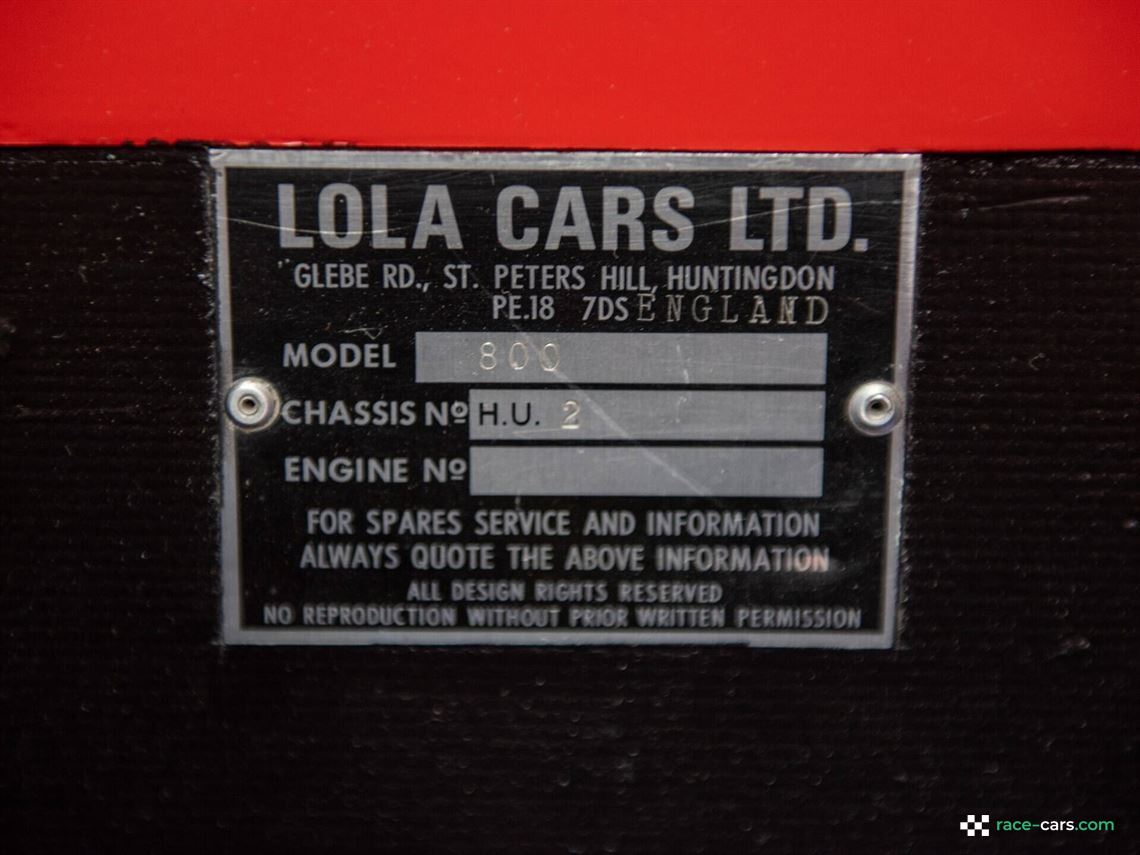 LOLA CARS LTD.
GLEBE RD., ST. PETERS HILL, HUNTINGDON
PE.18 7DS ENGLAND
MODEL 800
CHASSIS Nº H.U. 2
ENGINE Nº
FOR SPARES SERVICE AND INFORMATION
ALWAYS QUOTE THE ABOVE INFORMATION
ALL DESIGN RIGHTS RESERVED
NO REPRODUCTION WITHOUT PRIOR WRITTEN PERMISSION
race-cars.com